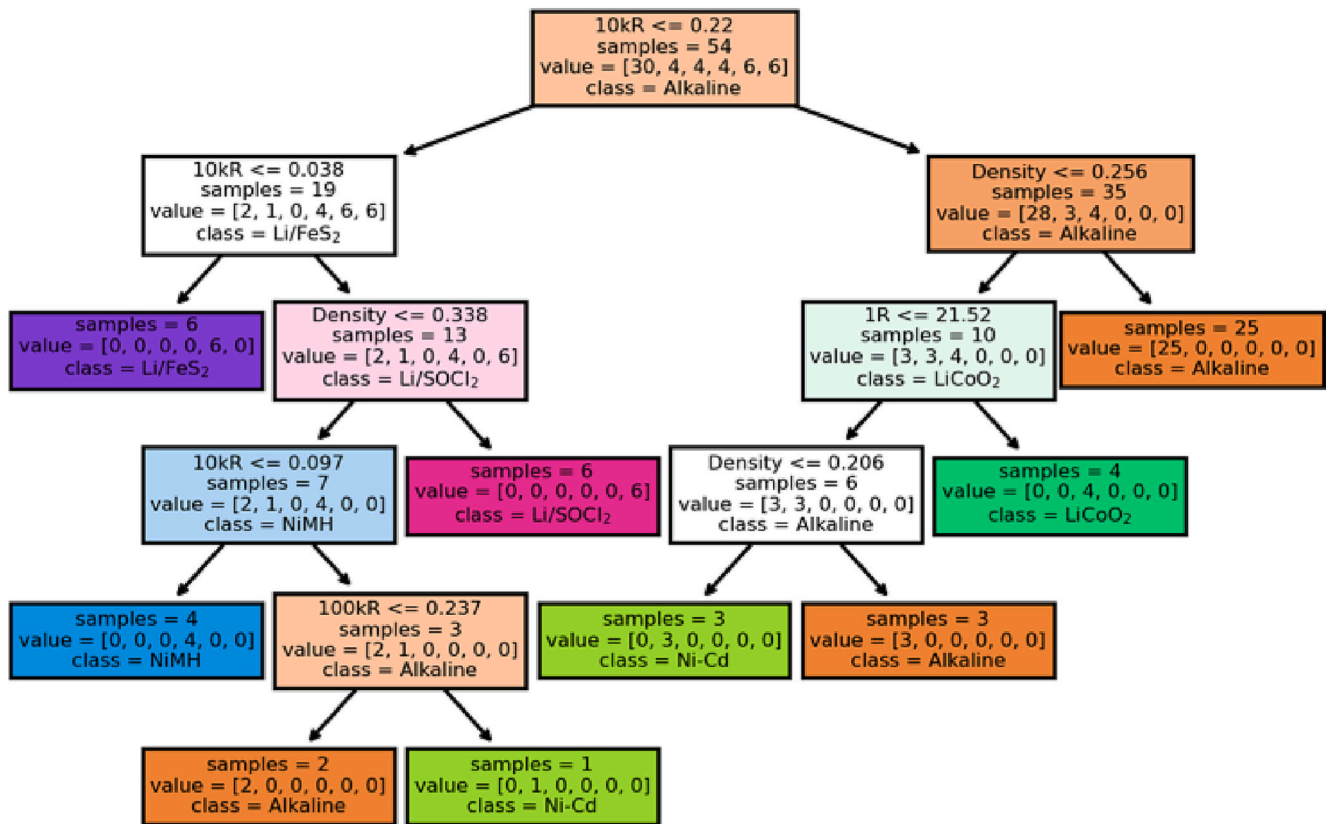 10kR <= 0.22
samples = 54
value = [30, 4, 4, 4, 6, 6]
class = Alkaline
10kR <= 0.038
samples = 19
value = [2, 1, 0, 4, 6, 6]
class = Li/FeS₂
Density <= 0.256
samples = 35
value = [28, 3, 4, 0, 0, 0]
class = Alkaline
samples = 6
value = [0, 0, 0, 0, 6, 0]
class = Li/FeS₂
Density <= 0.338
samples = 13
value = [2, 1, 0, 4, 0, 6]
class = Li/SOCl₂
1R <= 21.52
samples = 10
value = [3, 3, 4, 0, 0, 0]
class = LiCoO₂
samples = 25
value = [25, 0, 0, 0, 0, 0]
class = Alkaline
10kR <= 0.097
samples = 7
value = [2, 1, 0, 4, 0, 0]
class = NiMH
samples = 6
value = [0, 0, 0, 0, 0, 6]
class = Li/SOCl₂
Density <= 0.206
samples = 6
value = [3, 3, 0, 0, 0, 0]
class = Alkaline
samples = 4
value = [0, 0, 4, 0, 0, 0]
class = LiCoO₂
samples = 4
value = [0, 0, 0, 4, 0, 0]
class = NiMH
100kR <= 0.237
samples = 3
value = [2, 1, 0, 0, 0, 0]
class = Alkaline
samples = 3
value = [0, 3, 0, 0, 0, 0]
class = Ni-Cd
samples = 3
value = [3, 0, 0, 0, 0, 0]
class = Alkaline
samples = 2
value = [2, 0, 0, 0, 0, 0]
class = Alkaline
samples = 1
value = [0, 1, 0, 0, 0, 0]
class = Ni-Cd